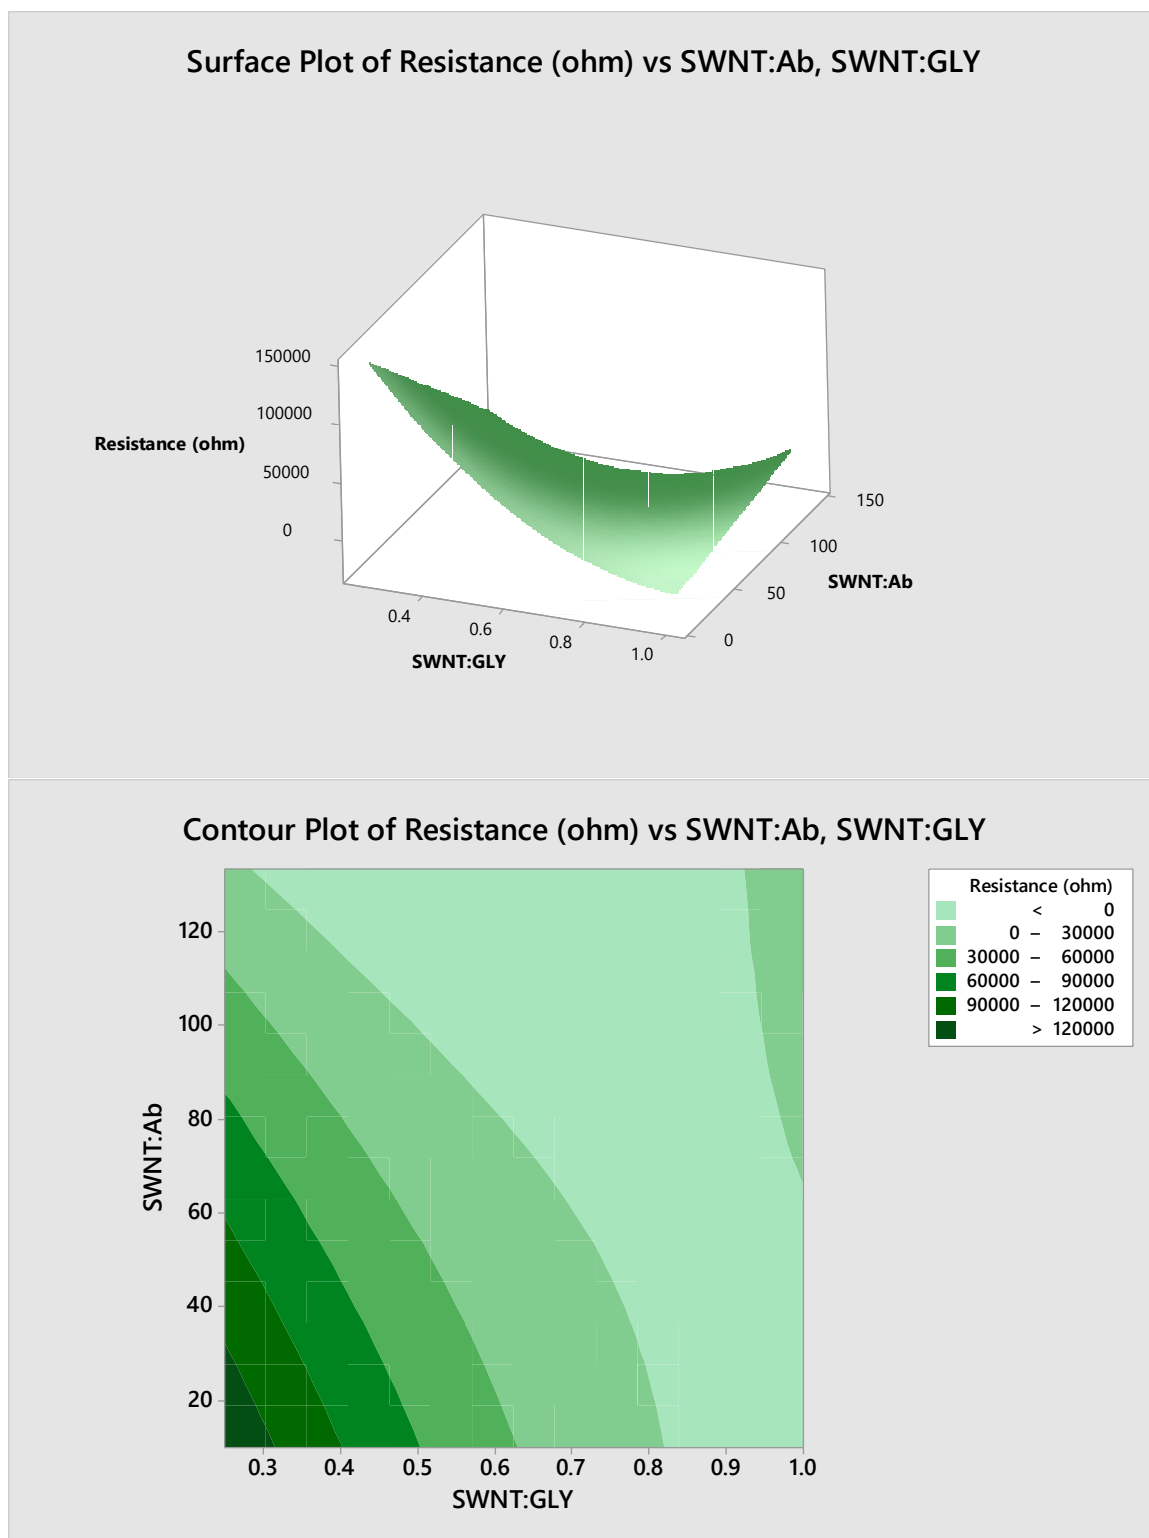 Surface Plot of Resistance (ohm) vs SWNT:Ab, SWNT:GLY
150000
100000
Resistance (ohm)
50000
0
150
100
SWNT:Ab
50
0
0.4
0.6
0.8
1.0
SWNT:GLY
Contour Plot of Resistance (ohm) vs SWNT:Ab, SWNT:GLY
Resistance (ohm)
< 0
0 – 30000
30000 – 60000
60000 – 90000
90000 – 120000
> 120000
120
100
80
60
40
20
SWNT:Ab
0.3 0.4 0.5 0.6 0.7 0.8 0.9 1.0
SWNT:GLY